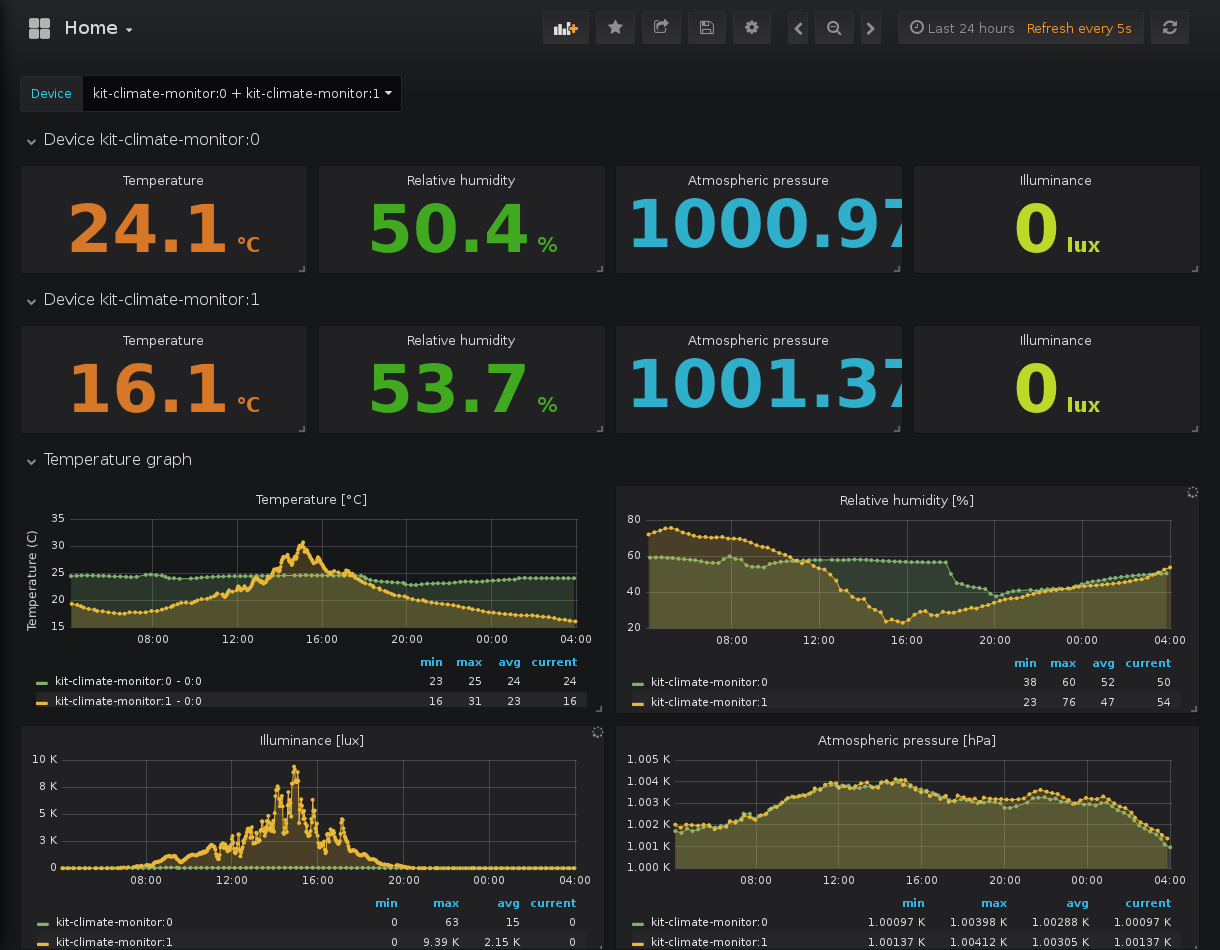 Home
Last 24 hours Refresh every 5s
Device kit-climate-monitor:0 + kit-climate-monitor:1
Device kit-climate-monitor:0
Temperature Relative humidity Atmospheric pressure Illuminance
24.1 °C 50.4 % 1000.97 0 lux
Device kit-climate-monitor:1
Temperature Relative humidity Atmospheric pressure Illuminance
16.1 °C 53.7 % 1001.37 0 lux
Temperature graph
Temperature [°C]
Temperature (C)
35
30
25
20
15
08:00 12:00 16:00 20:00 00:00 04:00
min max avg current
kit-climate-monitor:0 - 0:0 23 25 24 24
kit-climate-monitor:1 - 0:0 16 31 23 16
Relative humidity [%]
80
60
40
20
08:00 12:00 16:00 20:00 00:00 04:00
min max avg current
kit-climate-monitor:0 38 60 52 50
kit-climate-monitor:1 23 76 47 54
Illuminance [lux]
10 K
8 K
5 K
3 K
0
08:00 12:00 16:00 20:00 00:00 04:00
min max avg current
kit-climate-monitor:0 0 63 15 0
kit-climate-monitor:1 0 9.39 K 2.15 K 0
Atmospheric pressure [hPa]
1.005 K
1.004 K
1.003 K
1.002 K
1.001 K
1.000 K
08:00 12:00 16:00 20:00 00:00 04:00
min max avg current
kit-climate-monitor:0 1.00097 K 1.00398 K 1.00288 K 1.00097 K
kit-climate-monitor:1 1.00137 K 1.00412 K 1.00305 K 1.00137 K